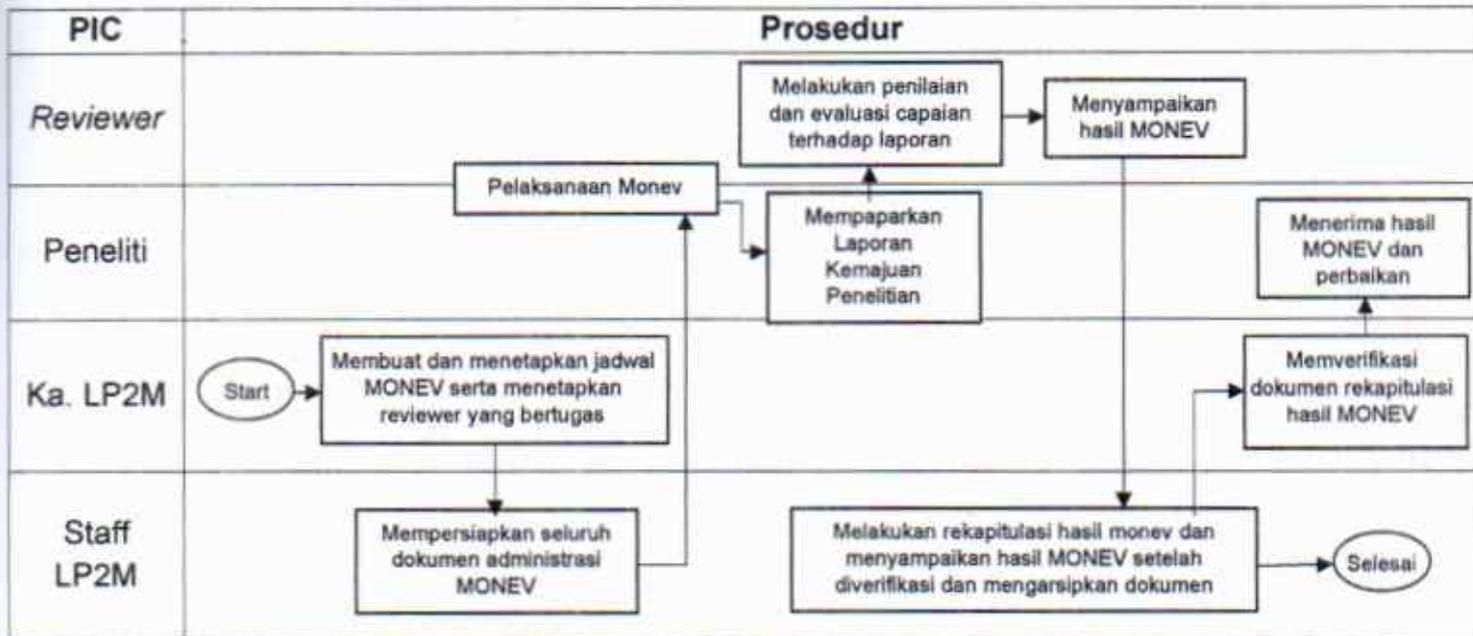 PIC
Prosedur
Reviewer
Melakukan penilaian
dan evaluasi capaian
terhadap laporan
Menyampaikan
hasil MONEV
Pelaksanaan Monev
Peneliti
Mempaparkan
Laporan
Kemajuan
Penelitian
Menerima hasil
MONEV dan
perbaikan
Ka. LP2M
Start
Membuat dan menetapkan jadwal
MONEV serta menetapkan
reviewer yang bertugas
Memverifikasi
dokumen rekapitulasi
hasil MONEV
Staff
LP2M
Mempersiapkan seluruh
dokumen administrasi
MONEV
Melakukan rekapitulasi hasil monev dan
menyampaikan hasil MONEV setelah
diverifikasi dan mengarsipkan dokumen
Selesai